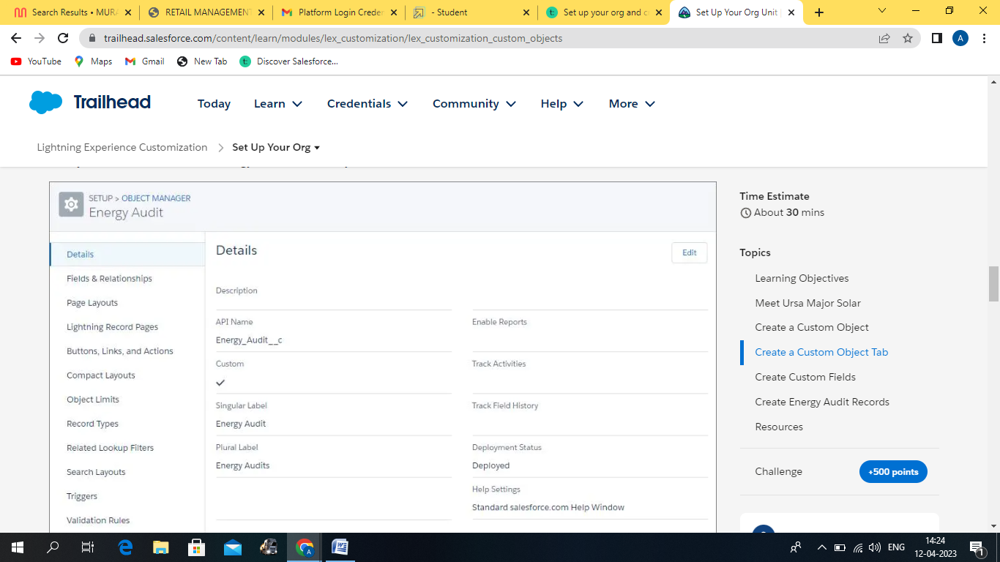 Search Results • MURA
RETAIL MANAGEMENT
Platform Login Creder
- Student
Set up your org and c
Set Up Your Org Unit
trailhead.salesforce.com/content/learn/modules/lex_customization/lex_customization_custom_objects
A
YouTube
Maps
Gmail
New Tab
Discover Salesforce...
Trailhead
Today
Learn
Credentials
Community
Help
More
Lightning Experience Customization > Set Up Your Org
SETUP > OBJECT MANAGER
Energy Audit
Details
Fields & Relationships
Page Layouts
Lightning Record Pages
Buttons, Links, and Actions
Compact Layouts
Object Limits
Record Types
Related Lookup Filters
Search Layouts
Triggers
Validation Rules
Details
Edit
Description
API Name
Energy_Audit__c
Custom
Singular Label
Energy Audit
Plural Label
Energy Audits
Enable Reports
Track Activities
Track Field History
Deployment Status
Deployed
Help Settings
Standard salesforce.com Help Window
Time Estimate
About 30 mins
Topics
Learning Objectives
Meet Ursa Major Solar
Create a Custom Object
Create a Custom Object Tab
Create Custom Fields
Create Energy Audit Records
Resources
Challenge
+500 points
ENG
14:24
12-04-2023
1